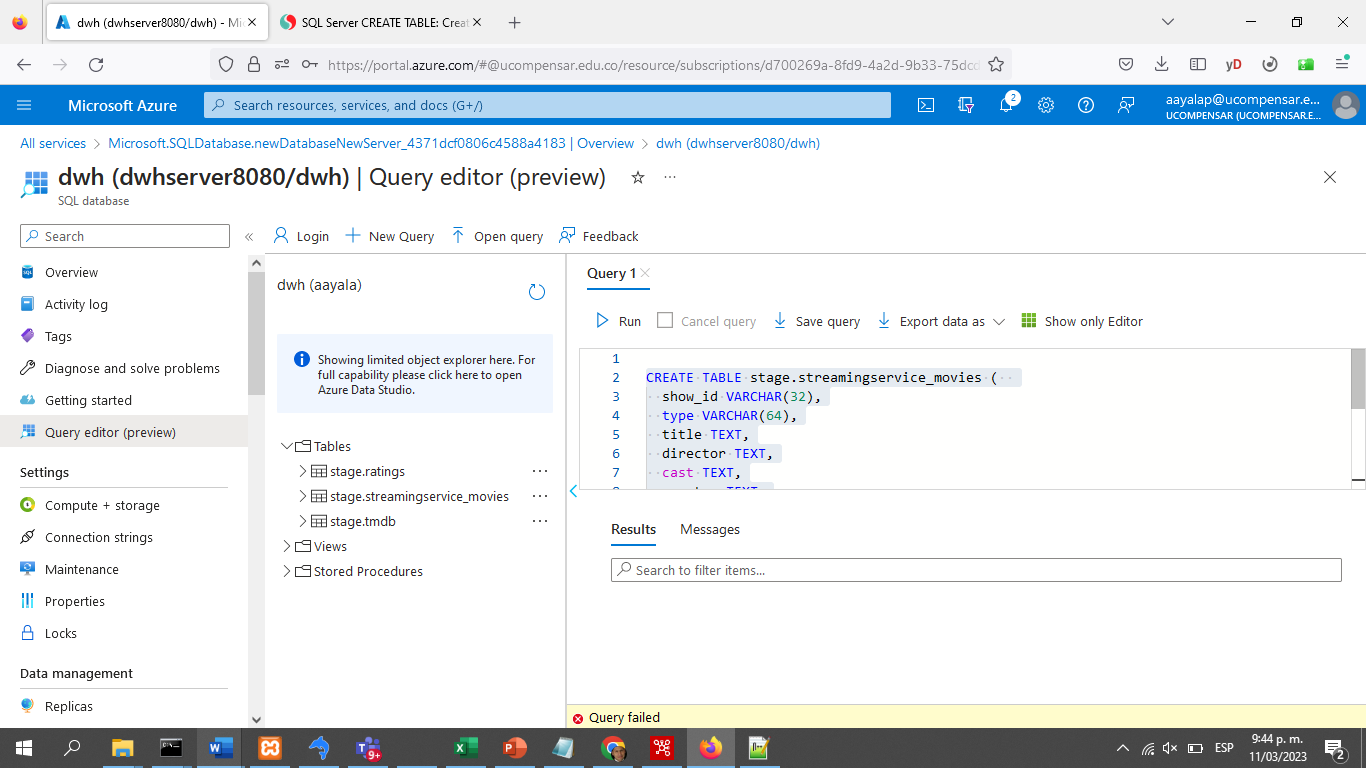 dwh (dwhserver8080/dwh) - Mic
SQL Server CREATE TABLE: Creat
https://portal.azure.com/#@ucompensar.edu.co/resource/subscriptions/d700269a-8fd9-4a2d-9b33-75dcd
yD
Microsoft Azure
Search resources, services, and docs (G+/)
2
aayalap@ucompensar.e...
UCOMPENSAR (UCOMPENSAR.E...
All services > Microsoft.SQLDatabase.newDatabaseNewServer_4371dcf0806c4588a4183 | Overview > dwh (dwhserver8080/dwh)
dwh (dwhserver8080/dwh) | Query editor (preview)
SQL database
Search
Overview
Activity log
Tags
Diagnose and solve problems
Getting started
Query editor (preview)
Settings
Compute + storage
Connection strings
Maintenance
Properties
Locks
Data management
Replicas
Login
New Query
Open query
Feedback
dwh (aayala)
Showing limited object explorer here. For
full capability please click here to open
Azure Data Studio.
Tables
stage.ratings
stage.streamingservice_movies
stage.tmdb
Views
Stored Procedures
Query 1
Run
Cancel query
Save query
Export data as
Show only Editor
1
2 CREATE TABLE stage.streamingservice_movies (
3 show_id VARCHAR(32),
4 type VARCHAR(64),
5 title TEXT,
6 director TEXT,
7 cast TEXT,
Results
Messages
Search to filter items...
Query failed
9+
ESP
9:44 p. m.
11/03/2023
2